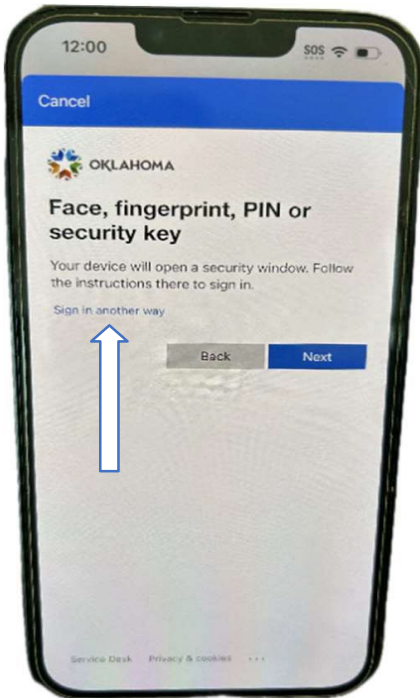 12:00
SOS
Cancel
OKLAHOMA
Face, fingerprint, PIN or
security key
Your device will open a security window. Follow
the instructions there to sign in.
Sign in another way
Back
Next
Service Desk Privacy & cookies ...